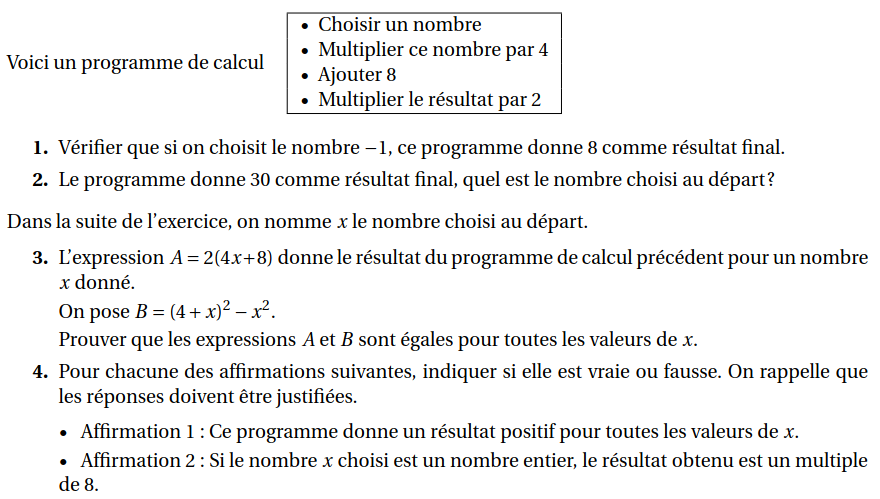 Voici un programme de calcul
• Choisir un nombre
• Multiplier ce nombre par 4
• Ajouter 8
• Multiplier le résultat par 2
1. Vérifier que si on choisit le nombre −1, ce programme donne 8 comme résultat final.
2. Le programme donne 30 comme résultat final, quel est le nombre choisi au départ?
Dans la suite de l'exercice, on nomme x le nombre choisi au départ.
3. L'expression A = 2(4x+8) donne le résultat du programme de calcul précédent pour un nombre
x donné.
On pose B = (4 + x)² − x².
Prouver que les expressions A et B sont égales pour toutes les valeurs de x.
4. Pour chacune des affirmations suivantes, indiquer si elle est vraie ou fausse. On rappelle que
les réponses doivent être justifiées.
• Affirmation 1 : Ce programme donne un résultat positif pour toutes les valeurs de x.
• Affirmation 2 : Si le nombre x choisi est un nombre entier, le résultat obtenu est un multiple
de 8.